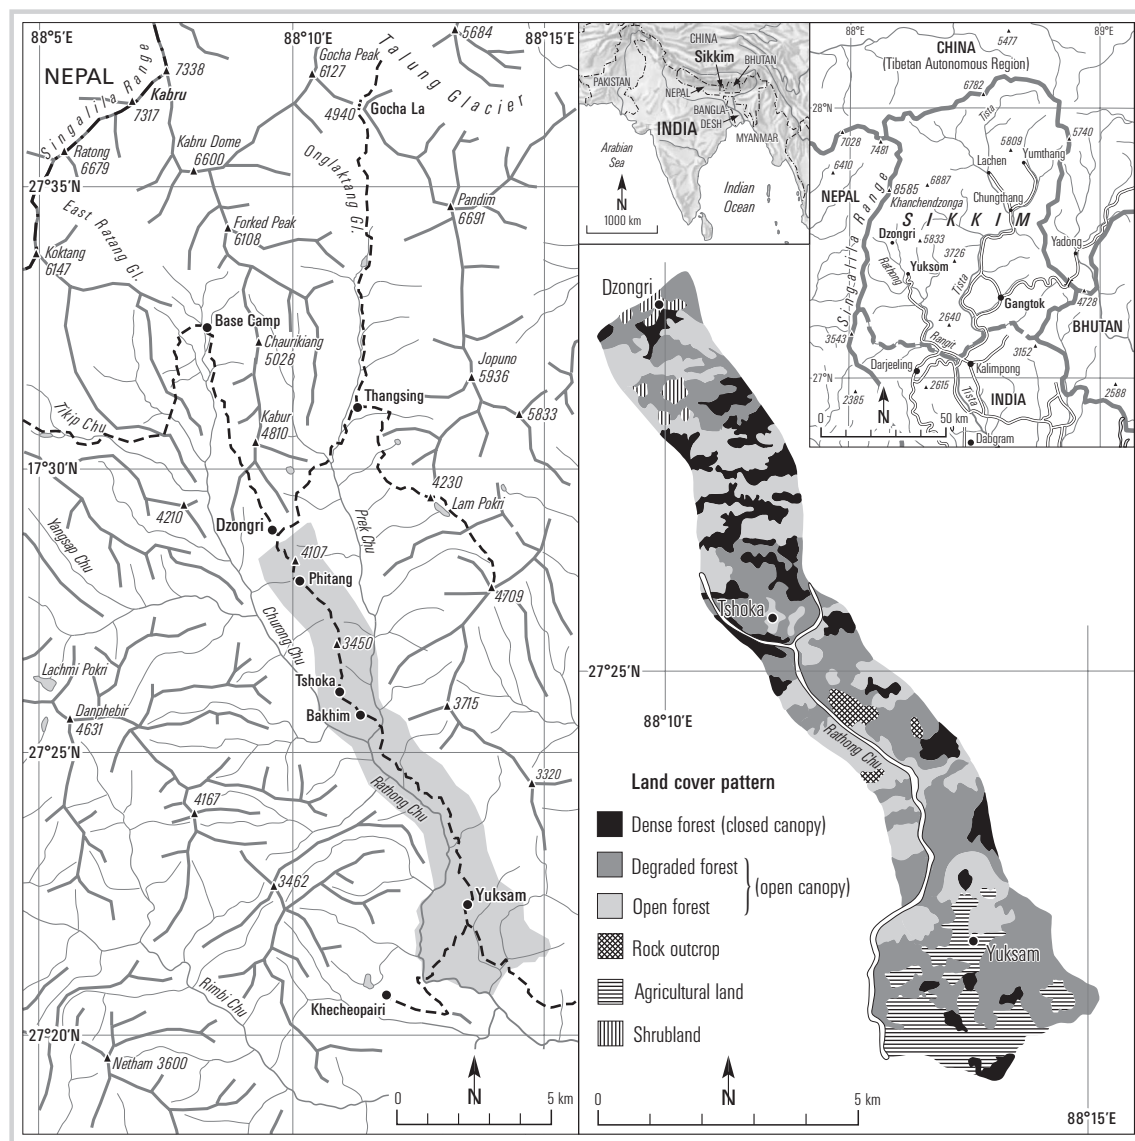 88°5'E
88°10'E
88°15'E
NEPAL
Singalila Range
7338
Kabru
7317
Ratong
6679
Gocha Peak
6127
5684
Talung Glacier
4940
Gocha La
Kabru Dome
6600
Onglaktang Gl.
27°35'N
East Ratang Gl.
Forked Peak
6108
Pandim
6691
Koktang
6147
Base Camp
Chaurikiang
5028
Jopuno
5936
Thangsing
5833
Tikip Chu
Kabur
4810
17°30'N
4230
Lam Pokri
4210
Dzongri
Prek Chu
Yangsap Chu
4107
Phitang
4709
Churong Chu
3450
Lachmi Pokri
Tshoka
Bakhim
3715
Danphebir
4631
27°25'N
Rathong Chu
3320
4167
3462
Yuksam
Rimbi Chu
Khecheopairi
27°20'N
Netham 3600
N
0
5 km
CHINA
Sikkim
BHUTAN
PAKISTAN
NEPAL
BANGLA-
DESH
INDIA
MYANMAR
Arabian
Sea
Indian
Ocean
N
1000 km
88°E
89°E
CHINA
(Tibetan Autonomous Region)
5477
6782
28°N
Tista
7028
7481
5740
5809
6410
Lachen
Yumthang
6887
8585
Khanchendzonga
Chungthang
NEPAL
SIKKIM
Singalila Range
Dzongri
5833
3726
Yadong
Yuksom
Rathong
Tista
Gangtok
4728
2640
BHUTAN
3543
Rangit
3152
Darjeeling
Kalimpong
27°N
2615
2385
Tista
INDIA
2588
N
0
50 km
Dabgram
Dzongri
Tshoka
27°25'N
88°10'E
Rathong Chu
Yuksam
Land cover pattern
Dense forest (closed canopy)
Degraded forest
(open canopy)
Open forest
Rock outcrop
Agricultural land
Shrubland
N
0
5 km
88°15'E